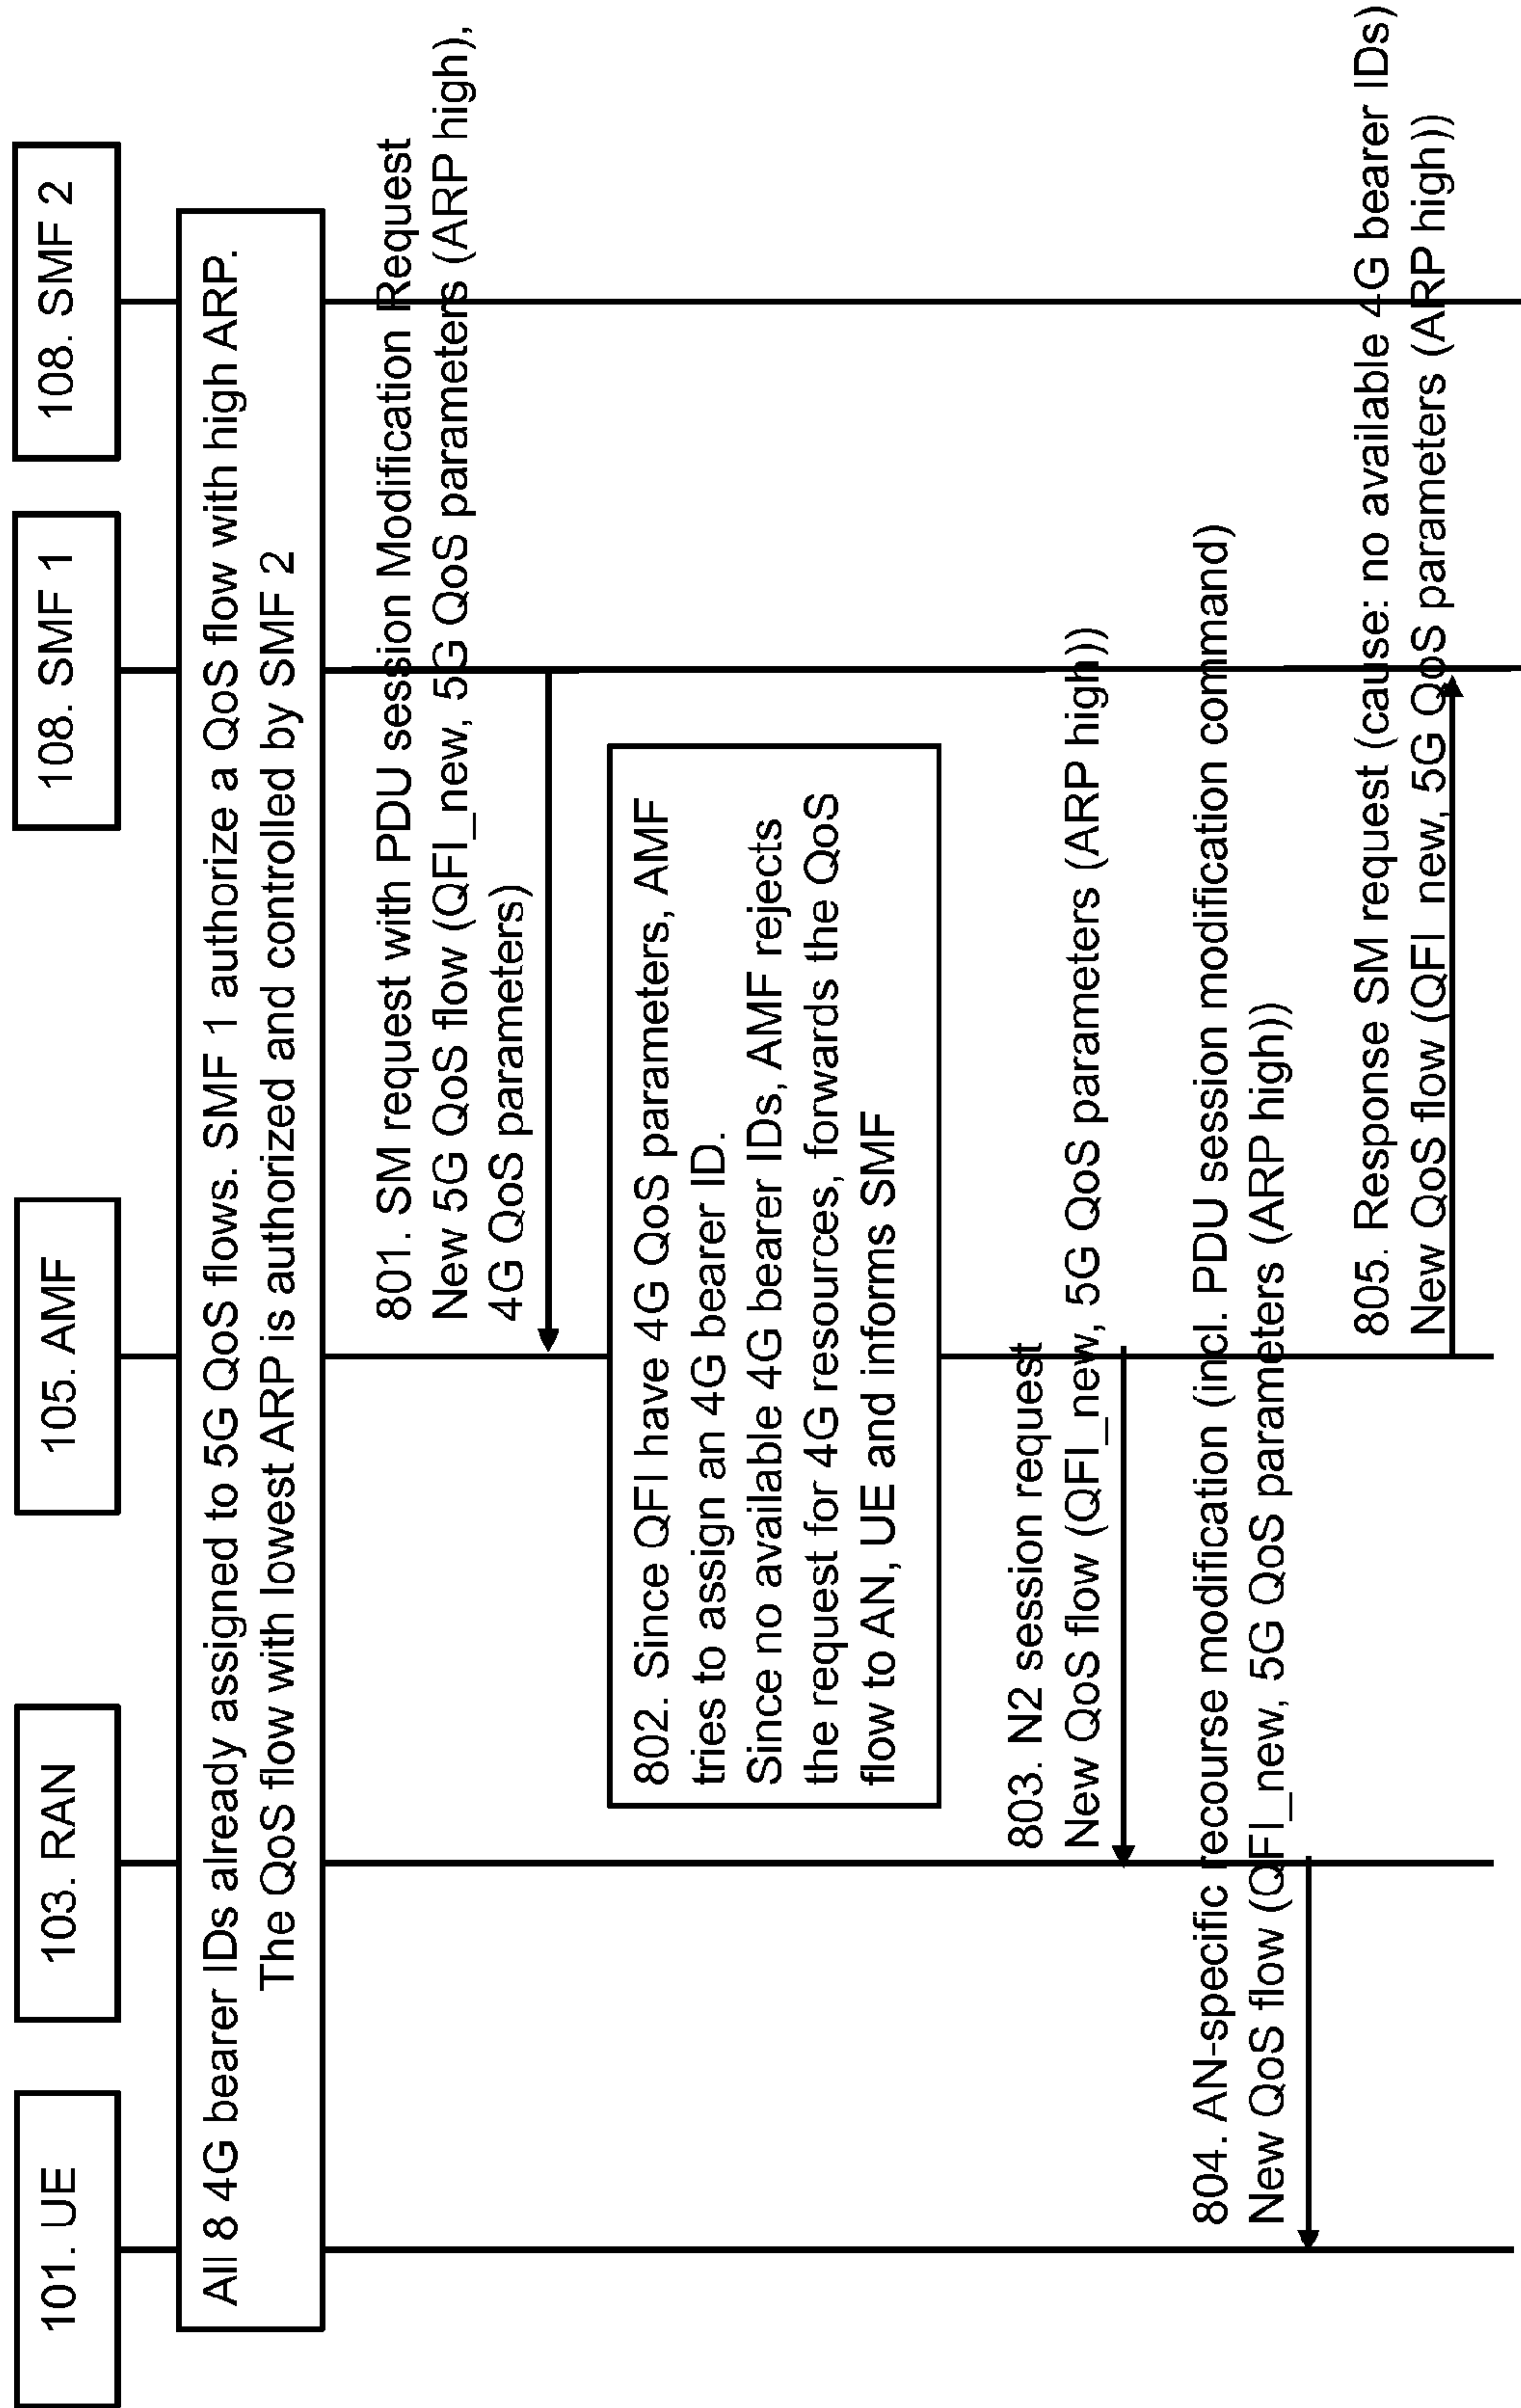 101. UE
103. RAN
105. AMF
108. SMF 1
108. SMF 2
All 8 4G bearer IDs already assigned to 5G QoS flows. SMF 1 authorize a QoS flow with high ARP.
The QoS flow with lowest ARP is authorized and controlled by SMF 2
801. SM request with PDU session Modification Request
New 5G QoS flow (QFI_new, 5G QoS parameters (ARP high),
4G QoS parameters)
802. Since QFI have 4G QoS parameters, AMF
tries to assign an 4G bearer ID.
Since no available 4G bearer IDs, AMF rejects
the request for 4G resources, forwards the QoS
flow to AN, UE and informs SMF
803. N2 session request
New QoS flow (QFI_new, 5G QoS parameters (ARP high))
804. AN-specific recourse modification (incl. PDU session modification command)
New QoS flow (QFI_new, 5G QoS parameters (ARP high))
805. Response SM request (cause: no available 4-G bearer IDs)
New QoS flow (QFI_new, 5G QoS parameters (ARP high))